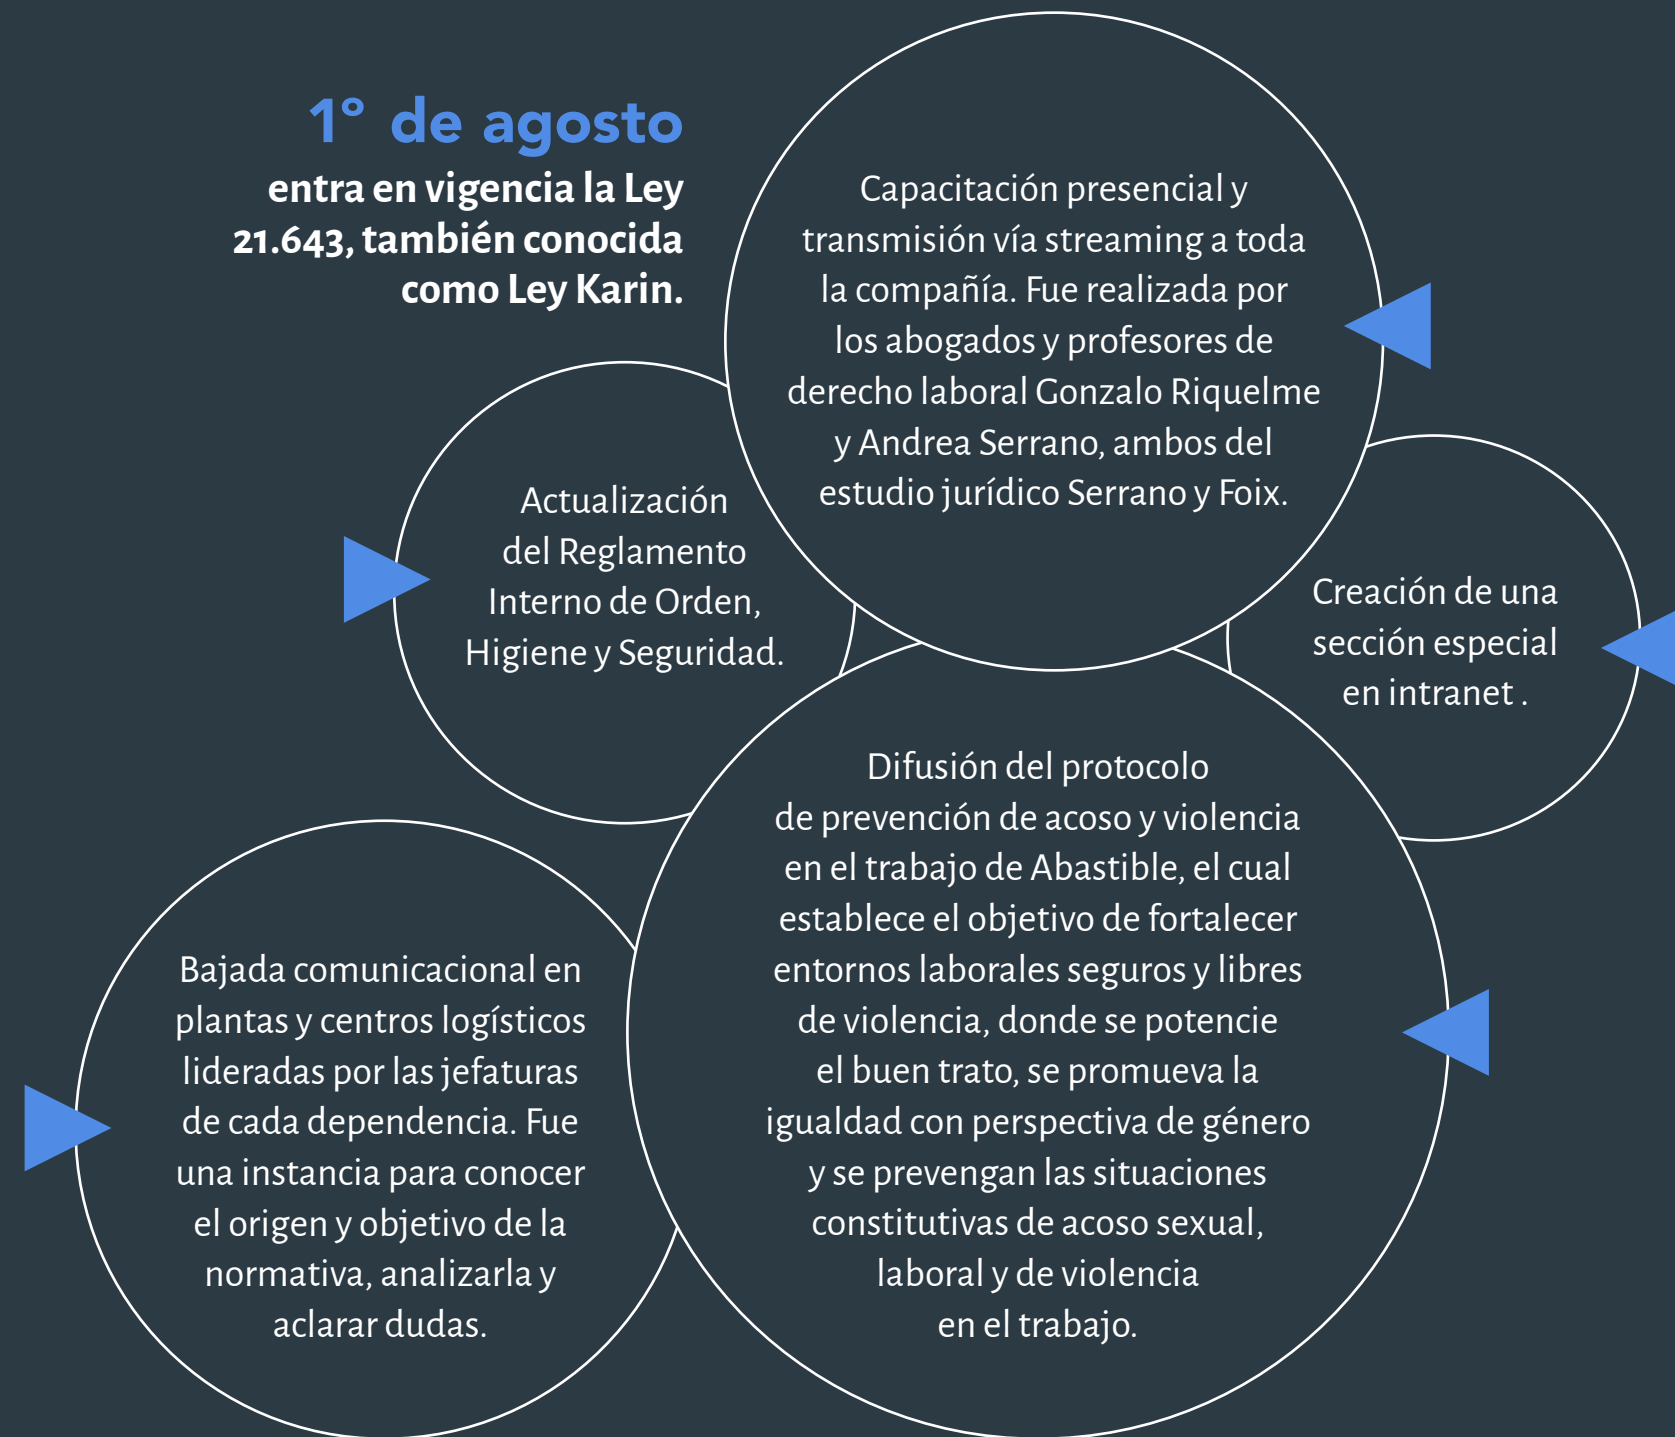 1º de agosto
entra en vigencia la Ley
21.643, también conocida
como Ley Karin.
Capacitación presencial y
transmisión vía streaming a toda
la compañía. Fue realizada por
los abogados y profesores de
derecho laboral Gonzalo Riquelme
y Andrea Serrano, ambos del
estudio jurídico Serrano y Foix.
Actualización
del Reglamento
Interno de Orden,
Higiene y Seguridad.
Creación de una
sección especial
en intranet .
Difusión del protocolo
de prevención de acoso y violencia
en el trabajo de Abastible, el cual
establece el objetivo de fortalecer
entornos laborales seguros y libres
de violencia, donde se potencie
el buen trato, se promueva la
igualdad con perspectiva de género
y se prevengan las situaciones
constitutivas de acoso sexual,
laboral y de violencia
en el trabajo.
Bajada comunicacional en
plantas y centros logísticos
lideradas por las jefaturas
de cada dependencia. Fue
una instancia para conocer
el origen y objetivo de la
normativa, analizarla y
aclarar dudas.